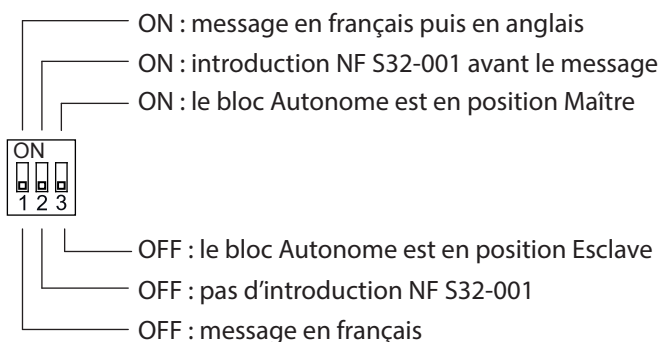 ON : message en français puis en anglais
ON : introduction NF S32-001 avant le message
ON : le bloc Autonome est en position Maître
ON
1 2 3
OFF : le bloc Autonome est en position Esclave
OFF : pas d'introduction NF S32-001
OFF : message en français